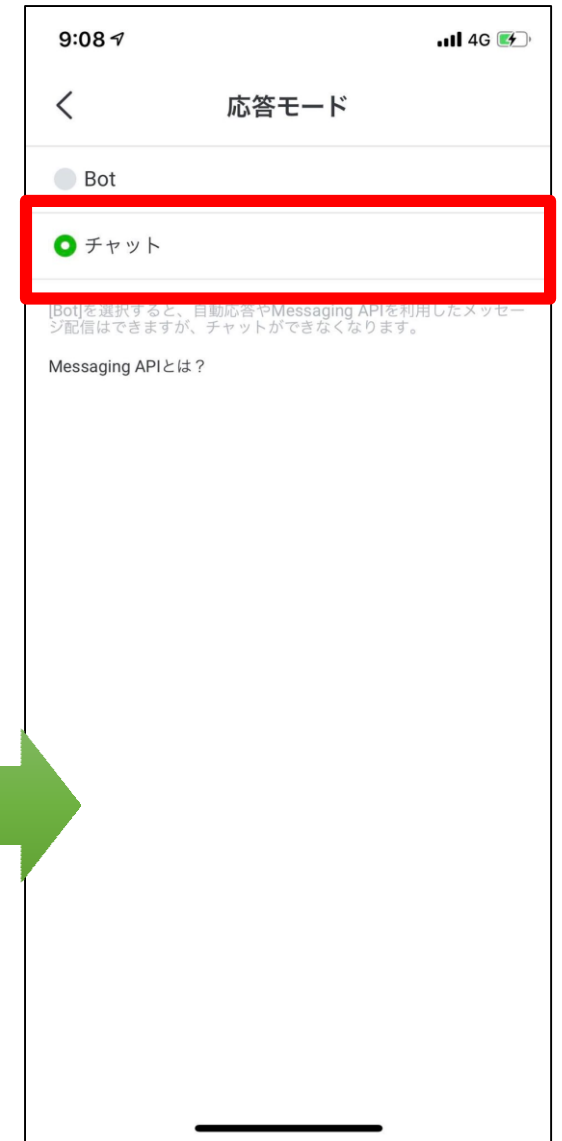 9:08
4G
応答モード
Bot
チャット
[Bot]を選択すると、自動応答やMessaging APIを利用したメッセー
ジ配信はできますが、チャットができなくなります。
Messaging APIとは？